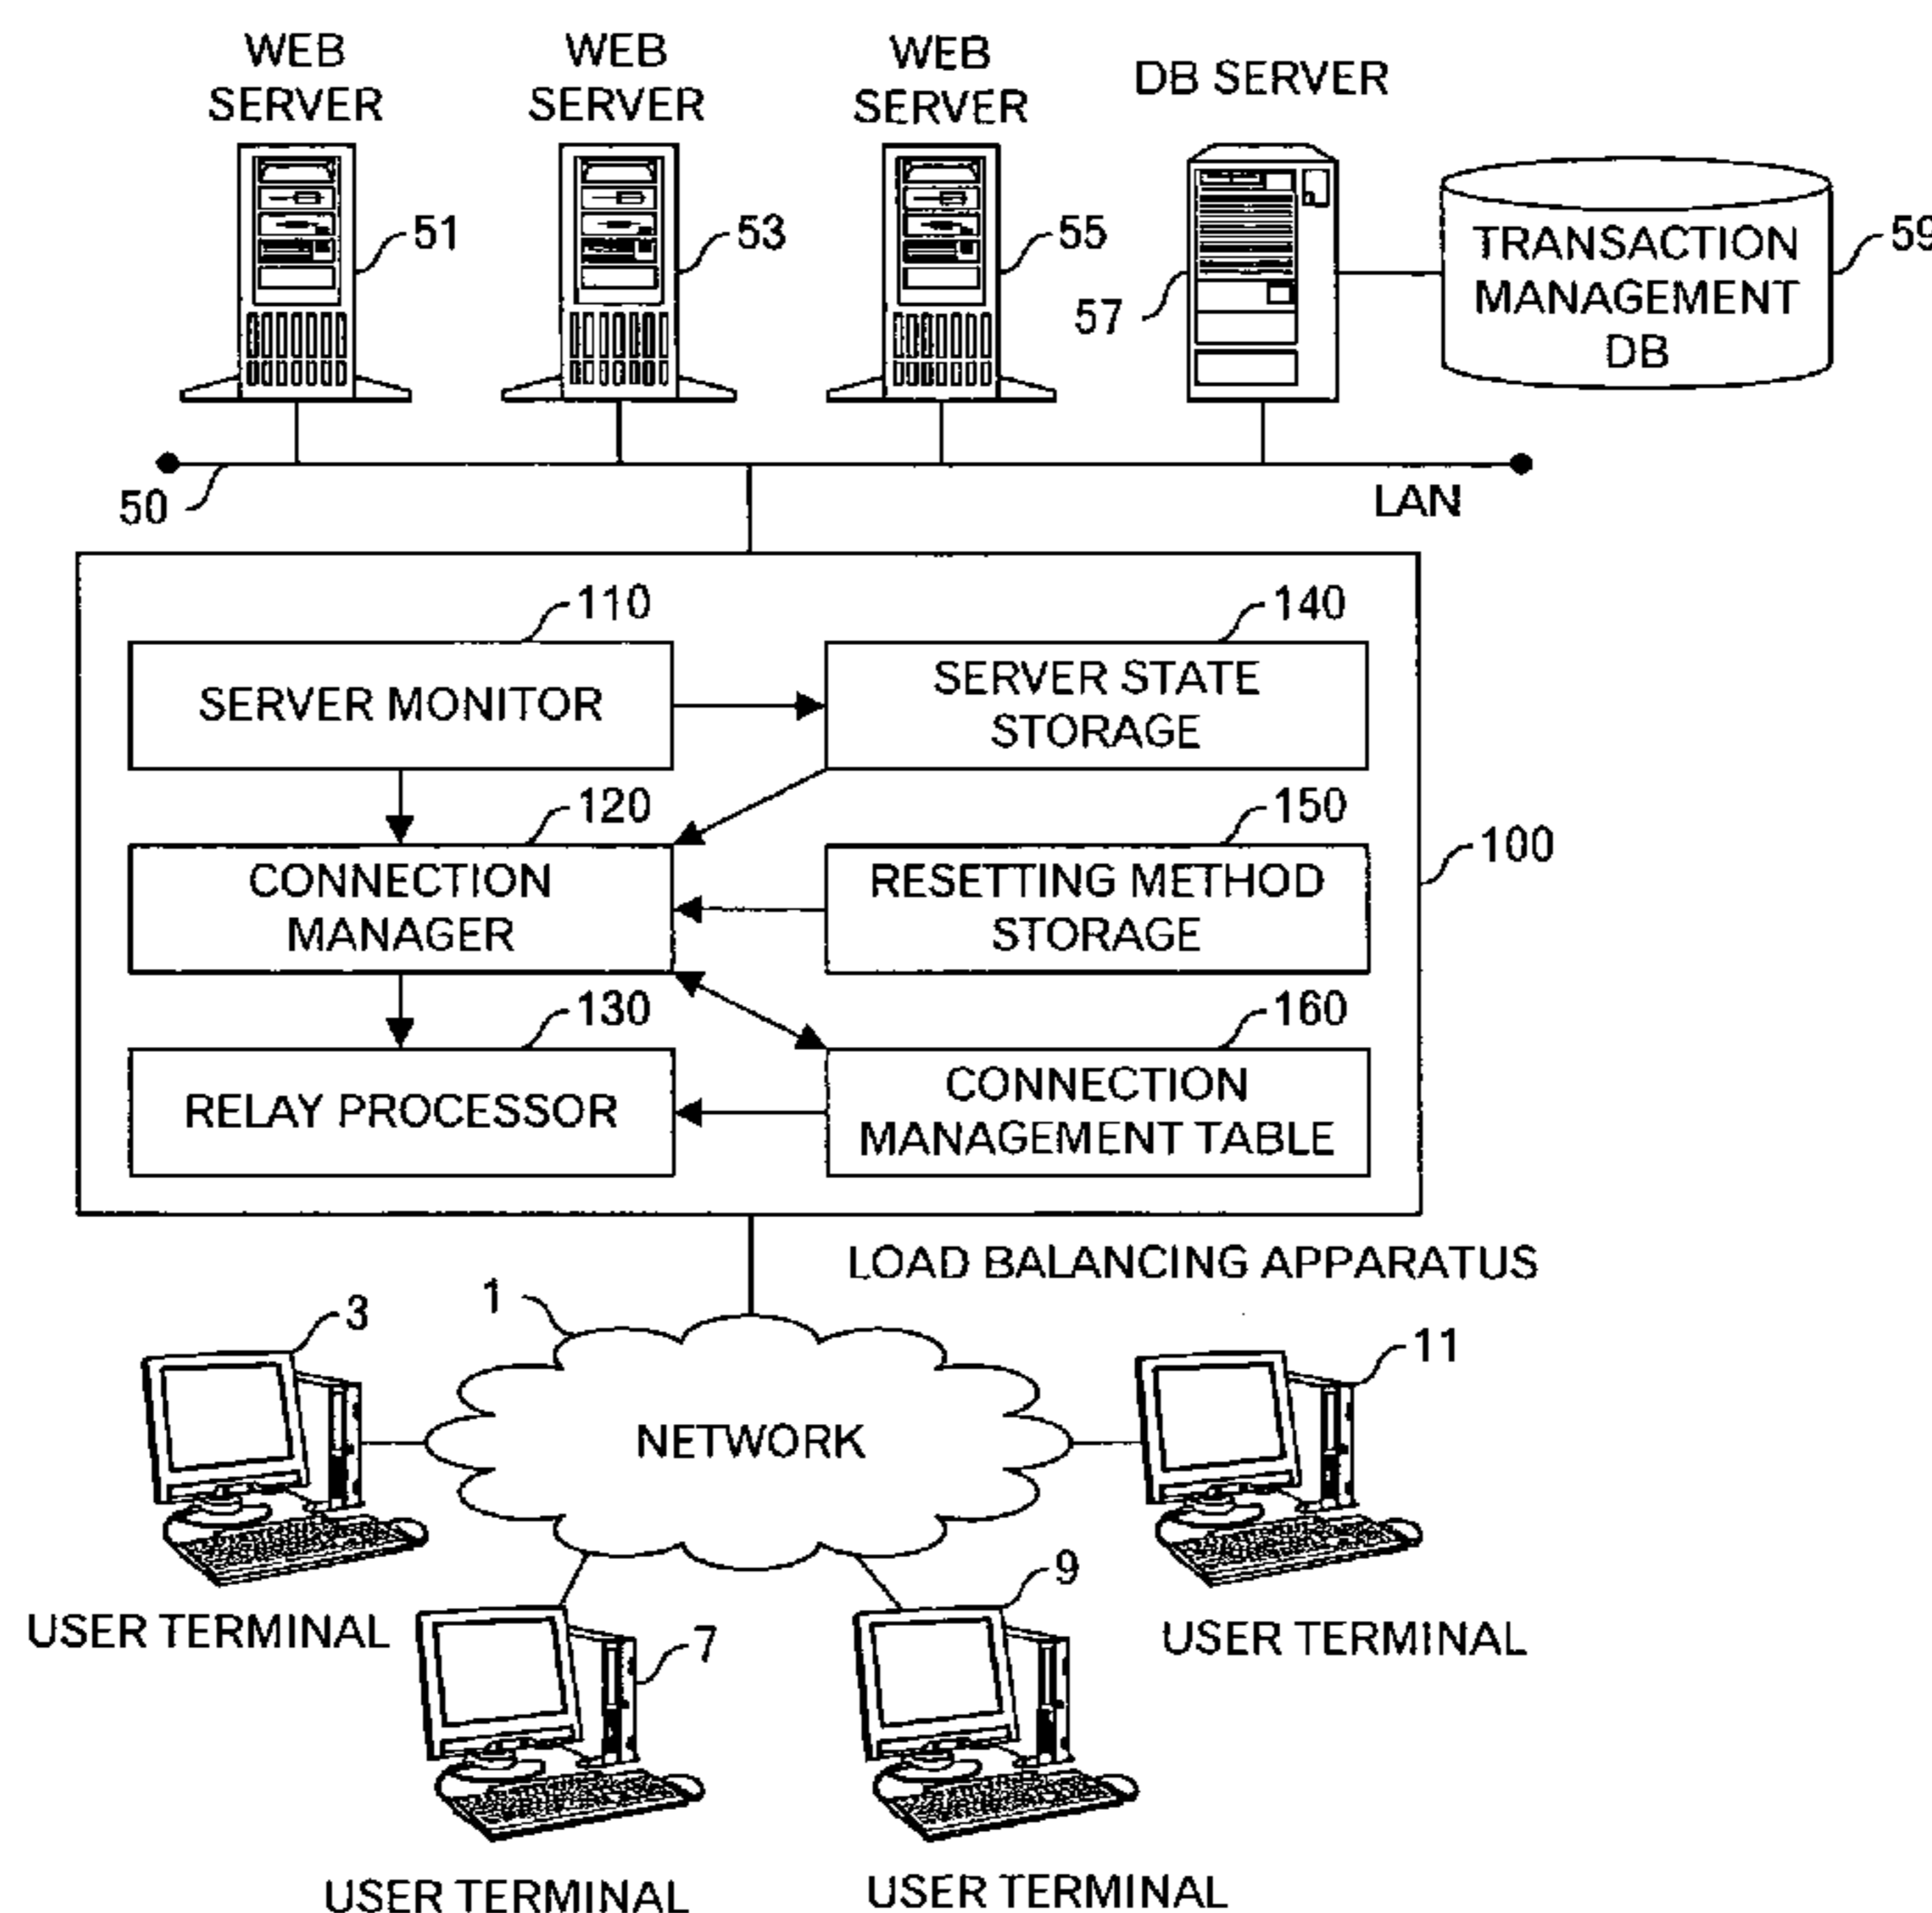 WEB
SERVER
WEB
SERVER
WEB
SERVER
DB SERVER
51
53
55
57
TRANSACTION
MANAGEMENT
DB
59
50
LAN
110
SERVER MONITOR
140
SERVER STATE
STORAGE
120
CONNECTION
MANAGER
150
RESETTING METHOD
STORAGE
100
130
RELAY PROCESSOR
160
CONNECTION
MANAGEMENT TABLE
LOAD BALANCING APPARATUS
1
3
11
NETWORK
USER TERMINAL
7
9
USER TERMINAL
USER TERMINAL
USER TERMINAL